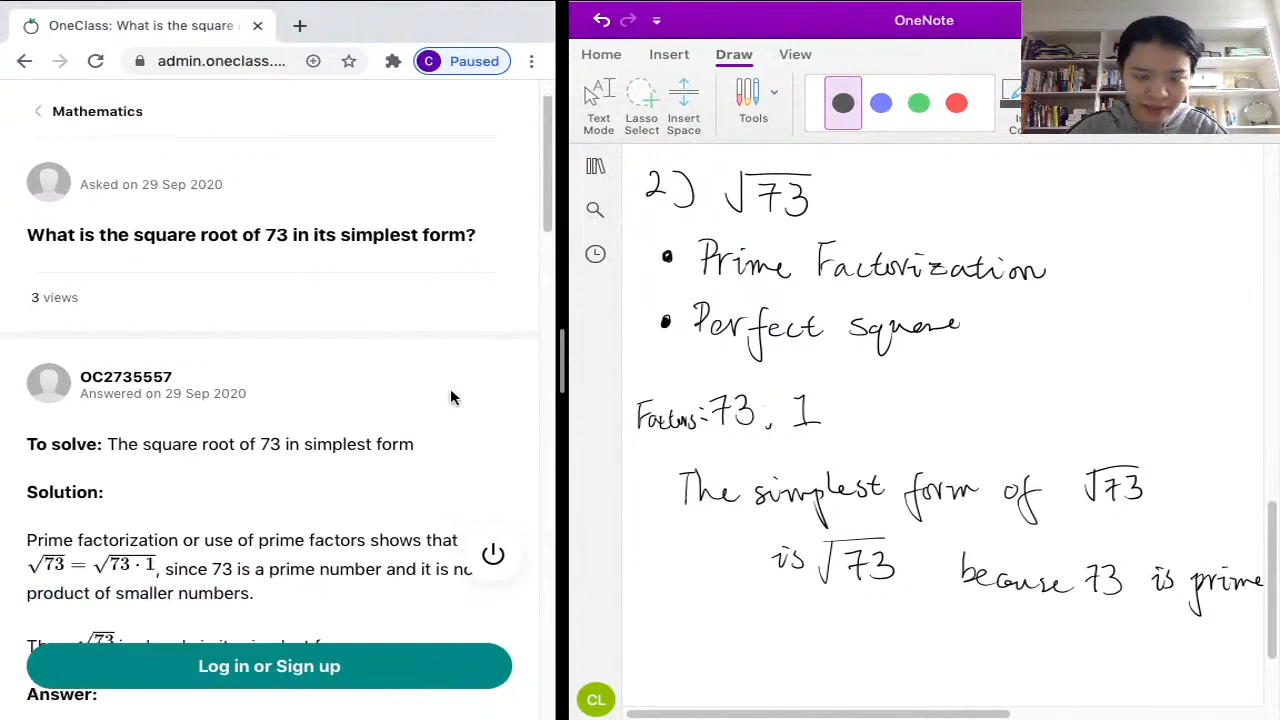 OneClass: What is the square
admin.oneclass....
C Paused
Mathematics
Asked on 29 Sep 2020
What is the square root of 73 in its simplest form?
3 views
OC2735557
Answered on 29 Sep 2020
To solve: The square root of 73 in simplest form
Solution:
Prime factorization or use of prime factors shows that
√73 = √73 · 1, since 73 is a prime number and it is no
product of smaller numbers.
√73
Log in or Sign up
Answer:
OneNote
Home Insert Draw View
Text Mode
Lasso Select
Insert Space
Tools
2) √73
• Prime Factorization
• Perfect square
Factors: 73, 1
The simplest form of √73
is √73 because 73 is prime
CL